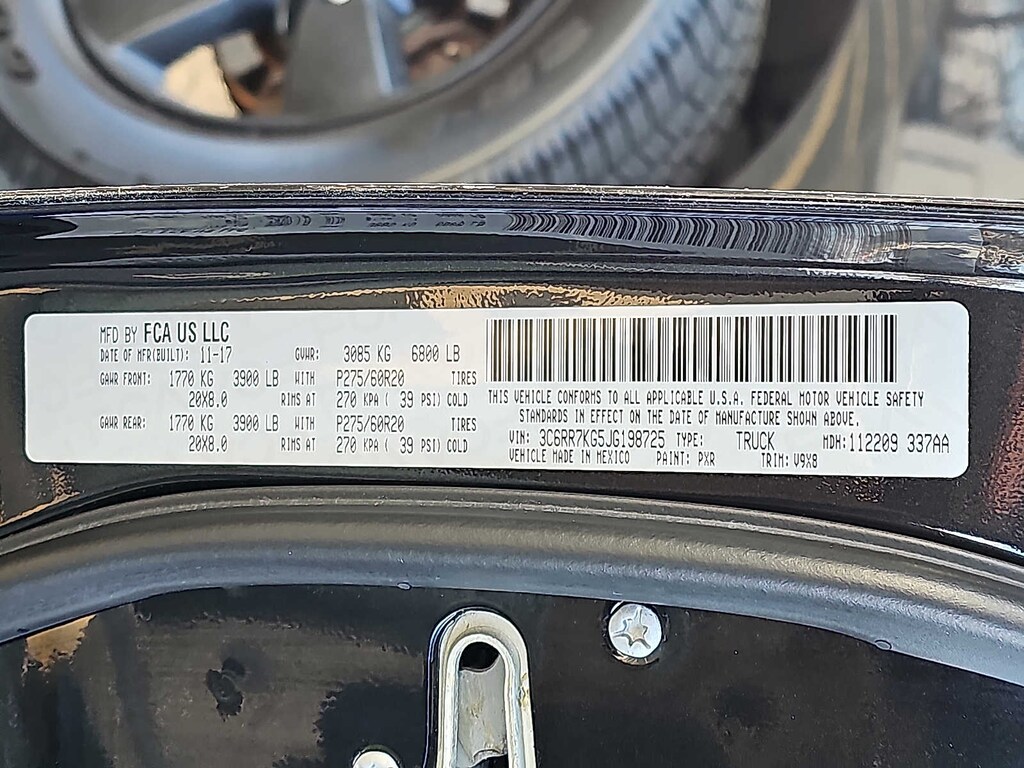 MFD BY FCA US LLC
DATE OF MFR(BUILT): 11-17 GVWR: 3085 KG 6800 LB
GAWR FRONT: 1770 KG 3900 LB WITH P275/60R20 TIRES
20X8.0 RIMS AT 270 KPA ( 39 PSI) COLD
GAWR REAR: 1770 KG 3900 LB WITH P275/60R20 TIRES
20X8.0 RIMS AT 270 KPA ( 39 PSI) COLD
THIS VEHICLE CONFORMS TO ALL APPLICABLE U.S.A. FEDERAL MOTOR VEHICLE SAFETY
STANDARDS IN EFFECT ON THE DATE OF MANUFACTURE SHOWN ABOVE.
VIN: 3C6RR7KG5JG198725 TYPE: TRUCK MDH:112209 337AA
VEHICLE MADE IN MEXICO PAINT: PXR TRIM: V9X8